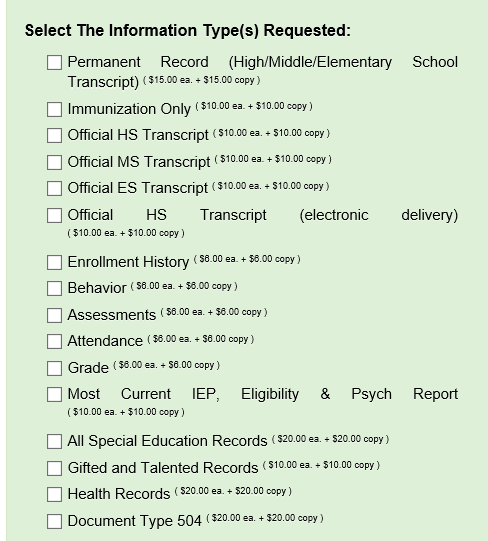 Select The Information Type(s) Requested:
Permanent Record (High/Middle/Elementary School
Transcript) ( $15.00 ea. + $15.00 copy )
Immunization Only ( $10.00 ea. + $10.00 copy )
Official HS Transcript ( $10.00 ea. + $10.00 copy )
Official MS Transcript ( $10.00 ea. + $10.00 copy )
Official ES Transcript ( $10.00 ea. + $10.00 copy )
Official HS Transcript (electronic delivery)
( $10.00 ea. + $10.00 copy )
Enrollment History ( $6.00 ea. + $6.00 copy )
Behavior ( $6.00 ea. + $6.00 copy )
Assessments ( $6.00 ea. + $6.00 copy )
Attendance ( $6.00 ea. + $6.00 copy )
Grade ( $6.00 ea. + $6.00 copy )
Most Current IEP, Eligibility & Psych Report
( $10.00 ea. + $10.00 copy )
All Special Education Records ( $20.00 ea. + $20.00 copy )
Gifted and Talented Records ( $10.00 ea. + $10.00 copy )
Health Records ( $20.00 ea. + $20.00 copy )
Document Type 504 ( $20.00 ea. + $20.00 copy )